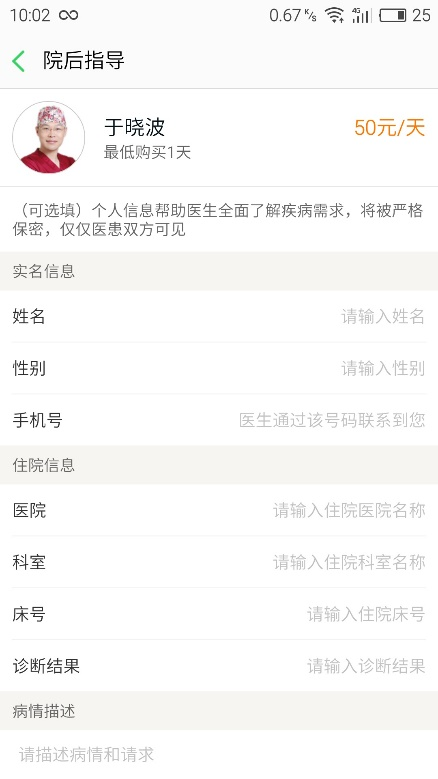 10:02 0.67 K/s 4G 25
院后指导
于晓波 50元/天
最低购买1天
（可选填）个人信息帮助医生全面了解疾病需求，将被严格
保密，仅仅医患双方可见
实名信息
姓名 请输入姓名
性别 请输入性别
手机号 医生通过该号码联系到您
住院信息
医院 请输入住院医院名称
科室 请输入住院科室名称
床号 请输入住院床号
诊断结果 请输入诊断结果
病情描述
请描述病情和请求